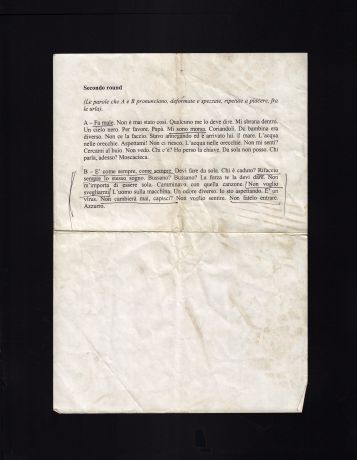 Secondo round
(Le parole che A e B pronunciano, deformate e spezzate, ripetute a piacere, fra
le urla).
A – Fa male. Non è mai stato così. Qualcuno me lo deve dire. Mi sbrana dentro.
Un cielo nero. Per favore. Papà. Mi sono morsa. Coriandoli. Da bambina era
diverso. Non ce la faccio. Stavo affogando ed è arrivato lui. Il mare. L'acqua
nelle orecchie. Aspettami! Non ci riesco. L'acqua nelle orecchie. Non mi senti?
Cercami al buio. Non vedo. Chi c'è? Ho perso la chiave. Da sola non posso. Chi
parla, adesso? Moscacieca.
B – E' come sempre, come sempre. Devi fare da sola. Chi è caduto? Rifaccio
sempre lo stesso sogno. Bussano? Bussano? La forza te la devi dare. Non
m'importa di essere sola. Camminavo con quella canzone. Non voglio
svegliarmi. L'uomo sulla macchina. Un odore diverso. Io sto aspettando. E' un
virus. Non cambierà mai, capisci? Non voglio sentire. Non fatelo entrare.
Azzurro.